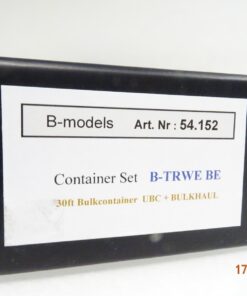 B-models Art. Nr : 54.152
Container Set B-TRWE BE
30ft Bulkcontainer UBC + BULKHAUL
17